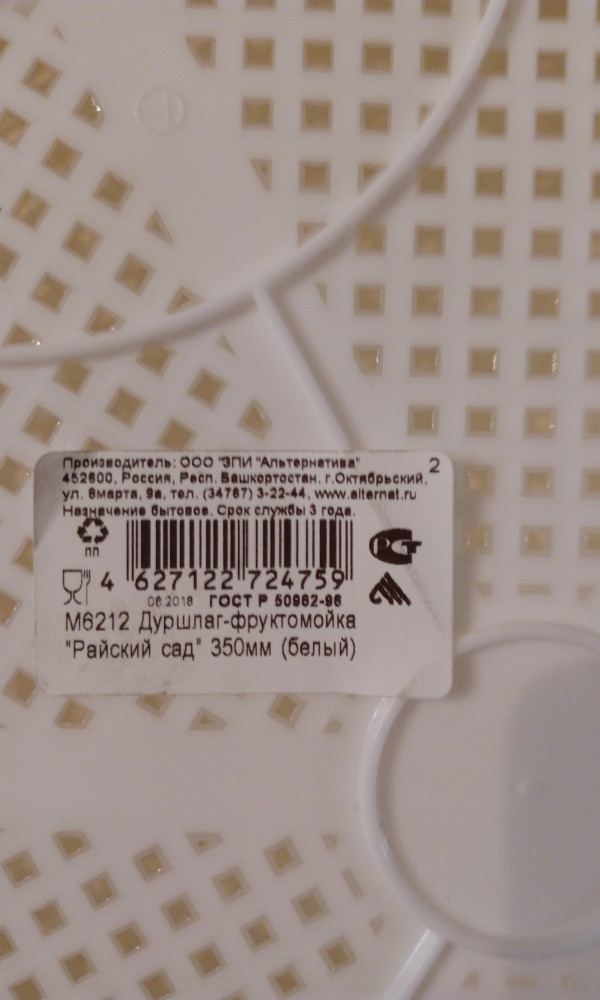 Производитель: ООО "ЗПИ "Альтернатива" 2
452600, Россия, Респ. Башкортостан, г.Октябрьский,
ул. 8марта, 9а, тел. (34767) 3-22-44, www.alternat.ru
Назначение бытовое. Срок службы 3 года.
ПП
РСТ
4 627122 724759
06.2018 ГОСТ Р 50962-96
М6212 Дуршлаг-фруктомойка
"Райский сад" 350мм (белый)